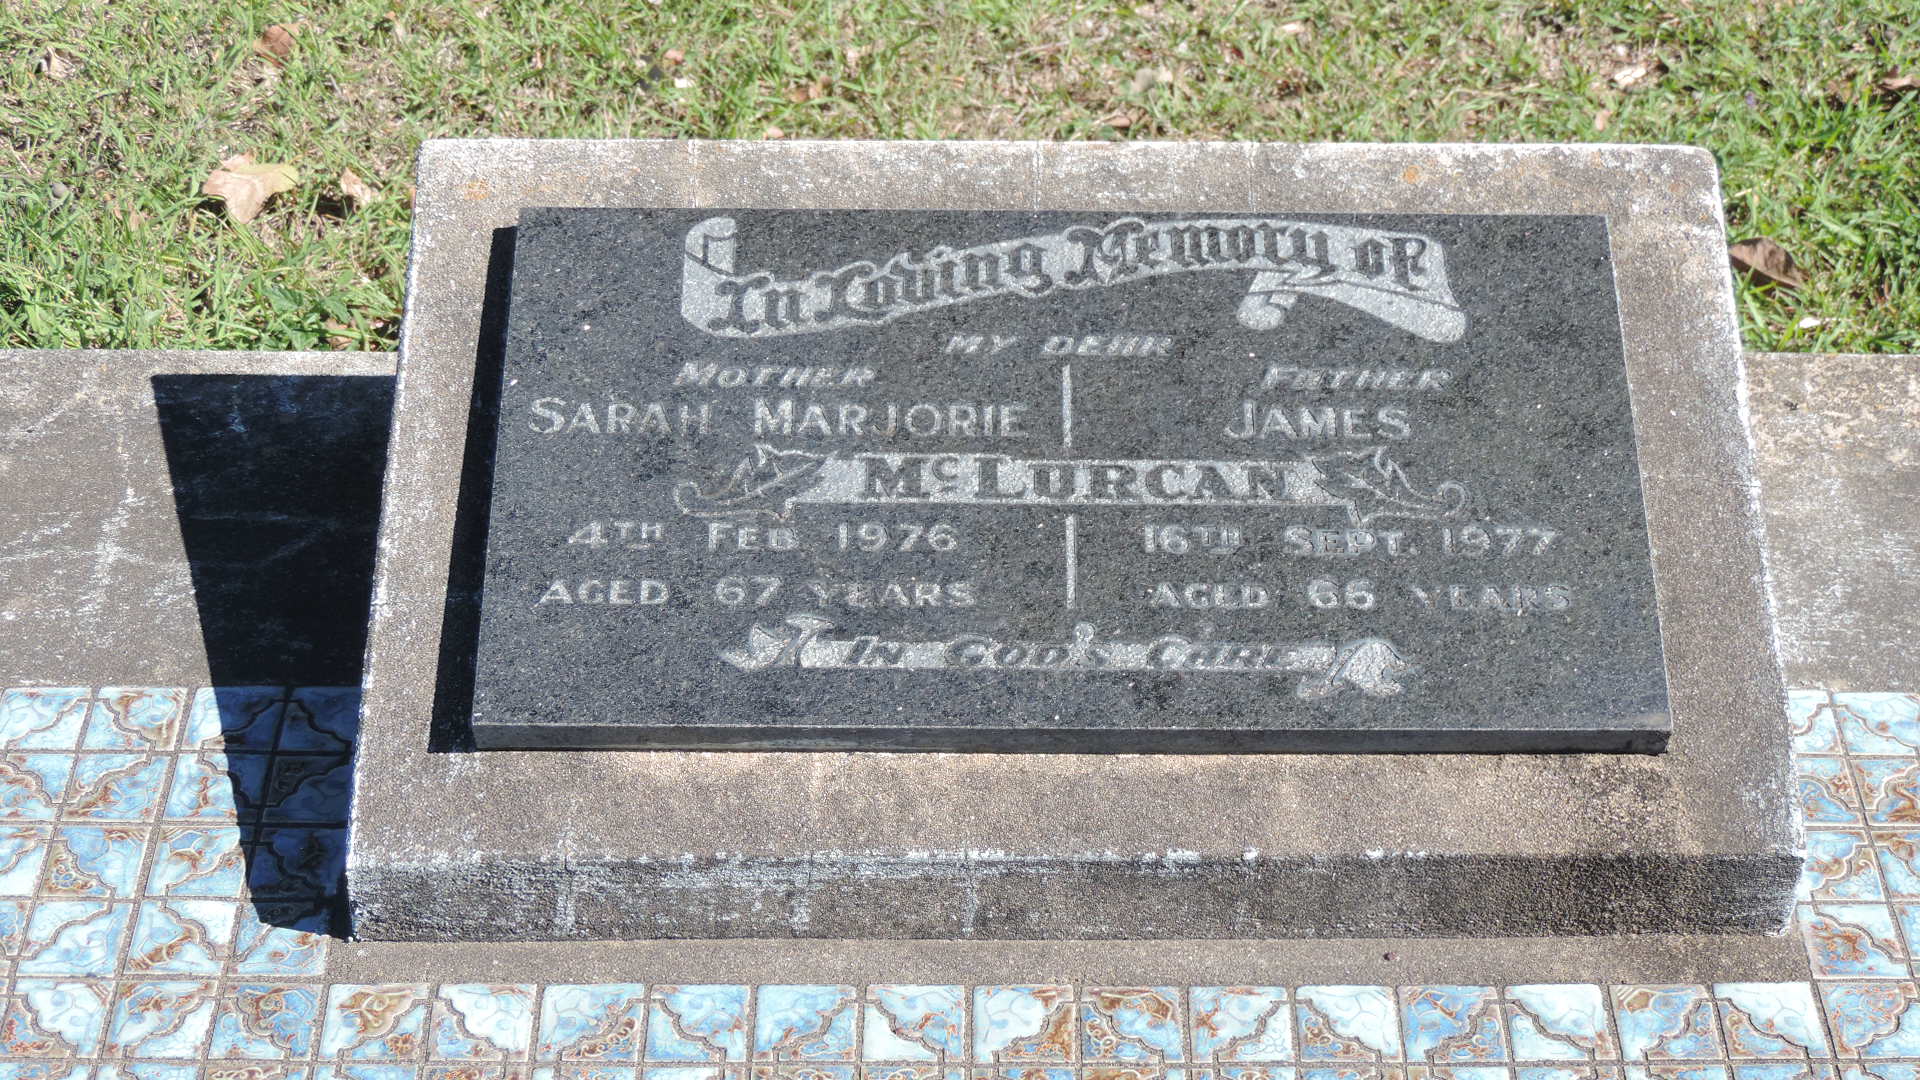 In Loving Memory of
MY DEAR
MOTHER FATHER
SARAH MARJORIE JAMES
McLURCAN
4TH FEB 1976 16TH SEPT. 1977
AGED 67 YEARS AGED 66 YEARS
IN GOD'S CARE